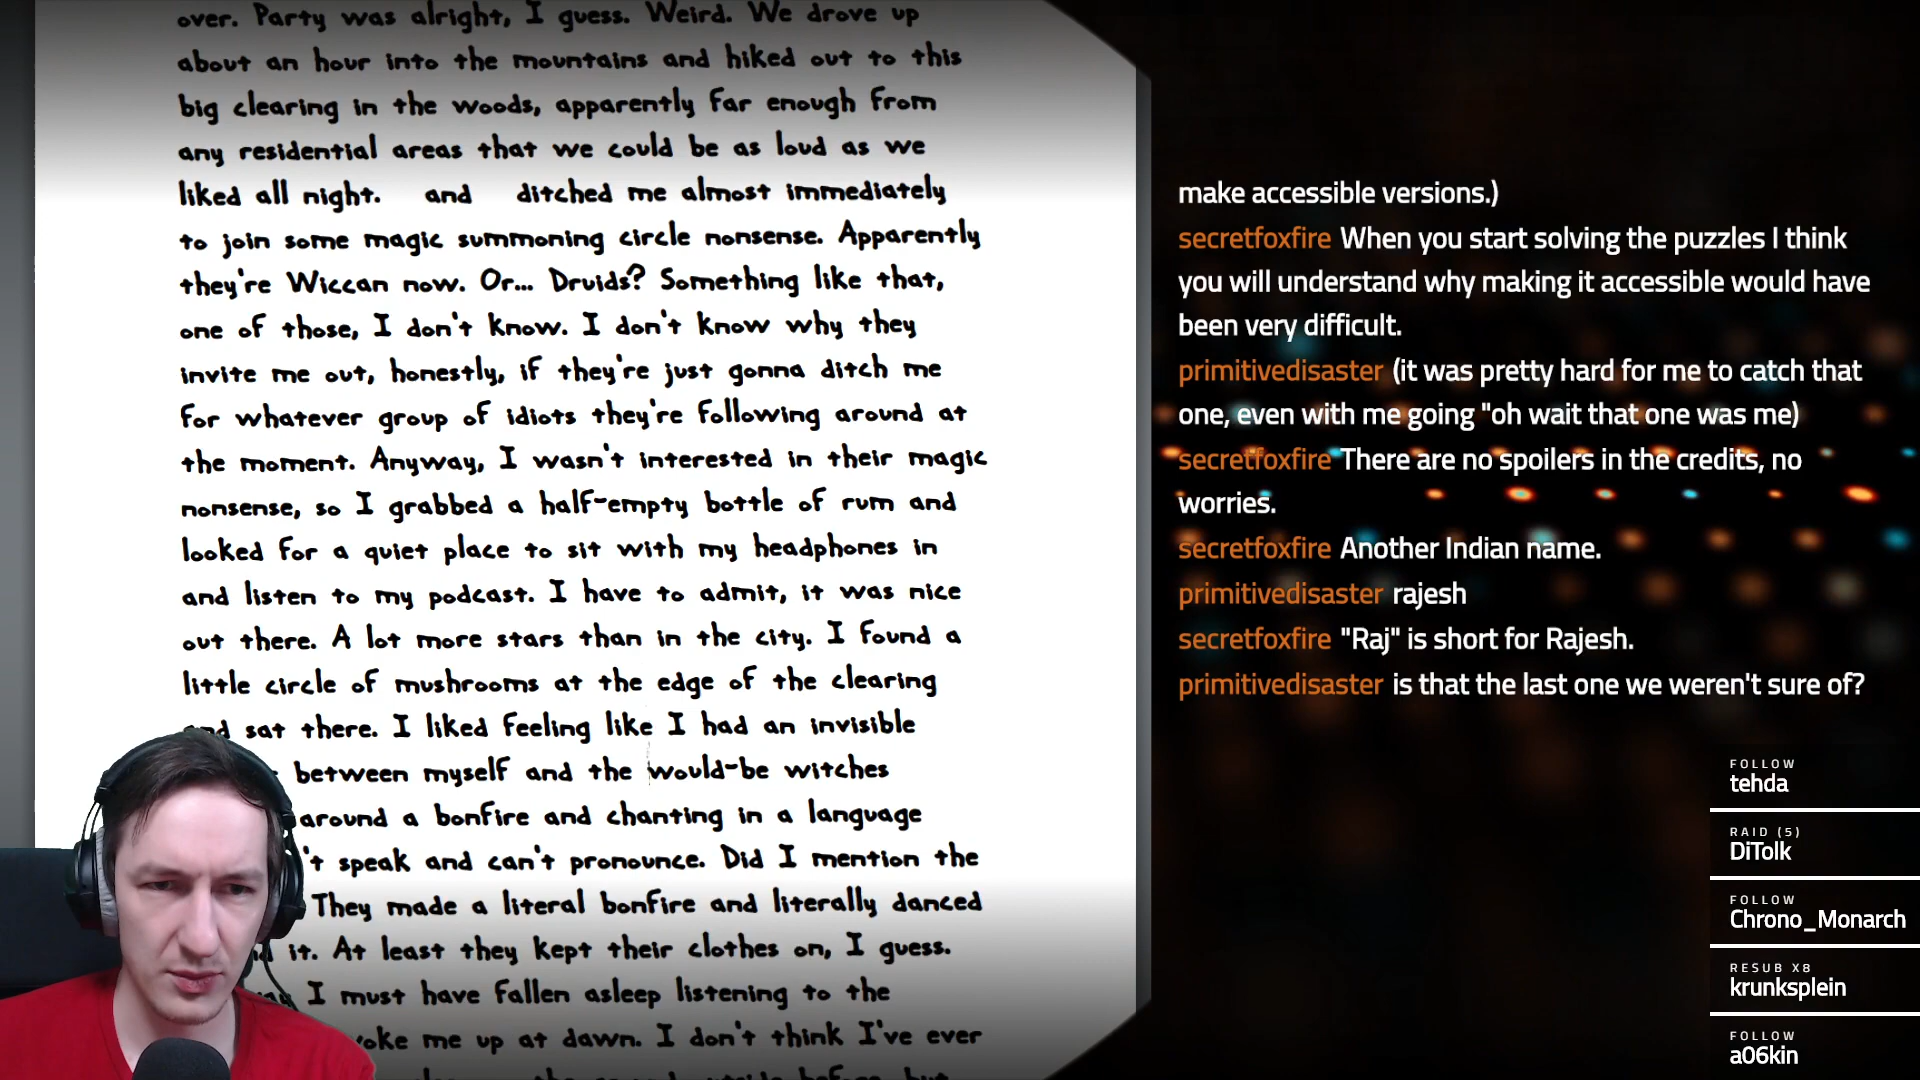 over. Party was alright, I guess. Weird. We drove up
about an hour into the mountains and hiked out to this
big clearing in the woods, apparently far enough from
any residential areas that we could be as loud as we
liked all night. and ditched me almost immediately
to join some magic summoning circle nonsense. Apparently
they're Wiccan now. Or... Druids? Something like that,
one of those, I don't know. I don't know why they
invite me out, honestly, if they're just gonna ditch me
for whatever group of idiots they're following around at
the moment. Anyway, I wasn't interested in their magic
nonsense, so I grabbed a half-empty bottle of rum and
looked for a quiet place to sit with my headphones in
and listen to my podcast. I have to admit, it was nice
out there. A lot more stars than in the city. I found a
little circle of mushrooms at the edge of the clearing
and sat there. I liked feeling like I had an invisible
between myself and the would-be witches
around a bonfire and chanting in a language
't speak and can't pronounce. Did I mention the
They made a literal bonfire and literally danced
it. At least they kept their clothes on, I guess.
I must have fallen asleep listening to the
woke me up at dawn. I don't think I've ever
before, but
make accessible versions.)
secretfoxfire When you start solving the puzzles I think
you will understand why making it accessible would have
been very difficult.
primitivedisaster (it was pretty hard for me to catch that
one, even with me going "oh wait that one was me)
secretfoxfire There are no spoilers in the credits, no
worries.
secretfoxfire Another Indian name.
primitivedisaster rajesh
secretfoxfire "Raj" is short for Rajesh.
primitivedisaster is that the last one we weren't sure of?
FOLLOW
tehda
RAID (5)
DiTolk
FOLLOW
Chrono_Monarch
RESUB X8
krunksplein
FOLLOW
a06kin